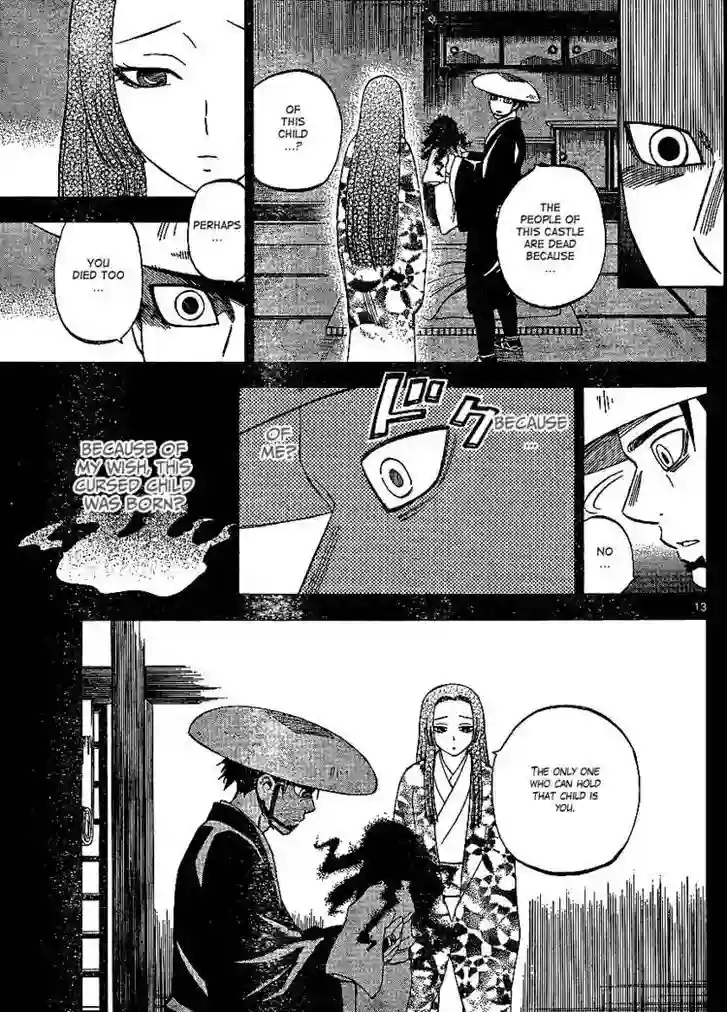 THE
PEOPLE OF
THIS CASTLE
ARE DEAD
BECAUSE
...
OF
THIS
CHILD
...?
PERHAPS
...
YOU
DIED TOO
...
NO
...
BECAUSE
...
ドクッ
OF
ME?
BECAUSE OF
MY WISH, THIS
CURSED CHILD
WAS BORN?
13
THE ONLY ONE
WHO CAN HOLD
THAT CHILD IS
YOU.